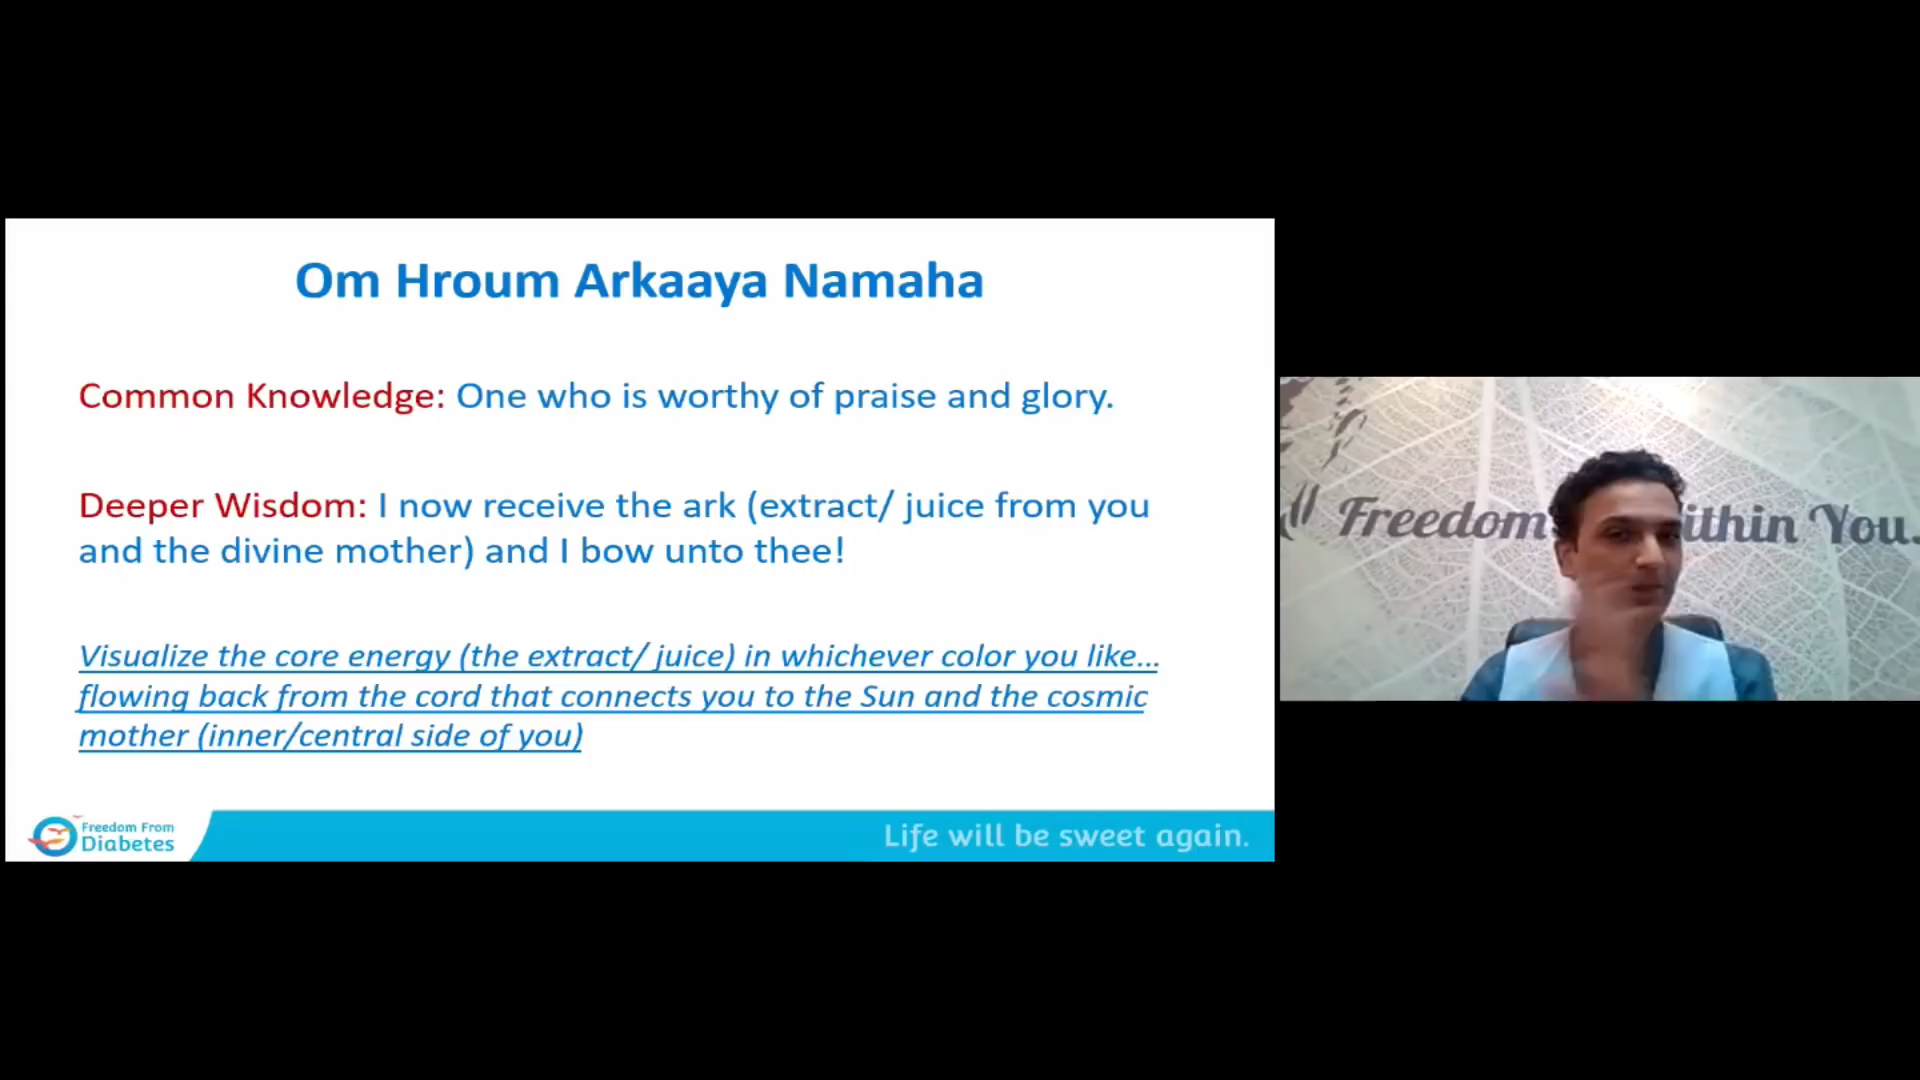 Om Hroum Arkaaya Namaha
Common Knowledge: One who is worthy of praise and glory.
Deeper Wisdom: I now receive the ark (extract/ juice from you
and the divine mother) and I bow unto thee!
Visualize the core energy (the extract/ juice) in whichever color you like...
flowing back from the cord that connects you to the Sun and the cosmic
mother (inner/central side of you)
Freedom From
Diabetes
Life will be sweet again.
Freedom You.